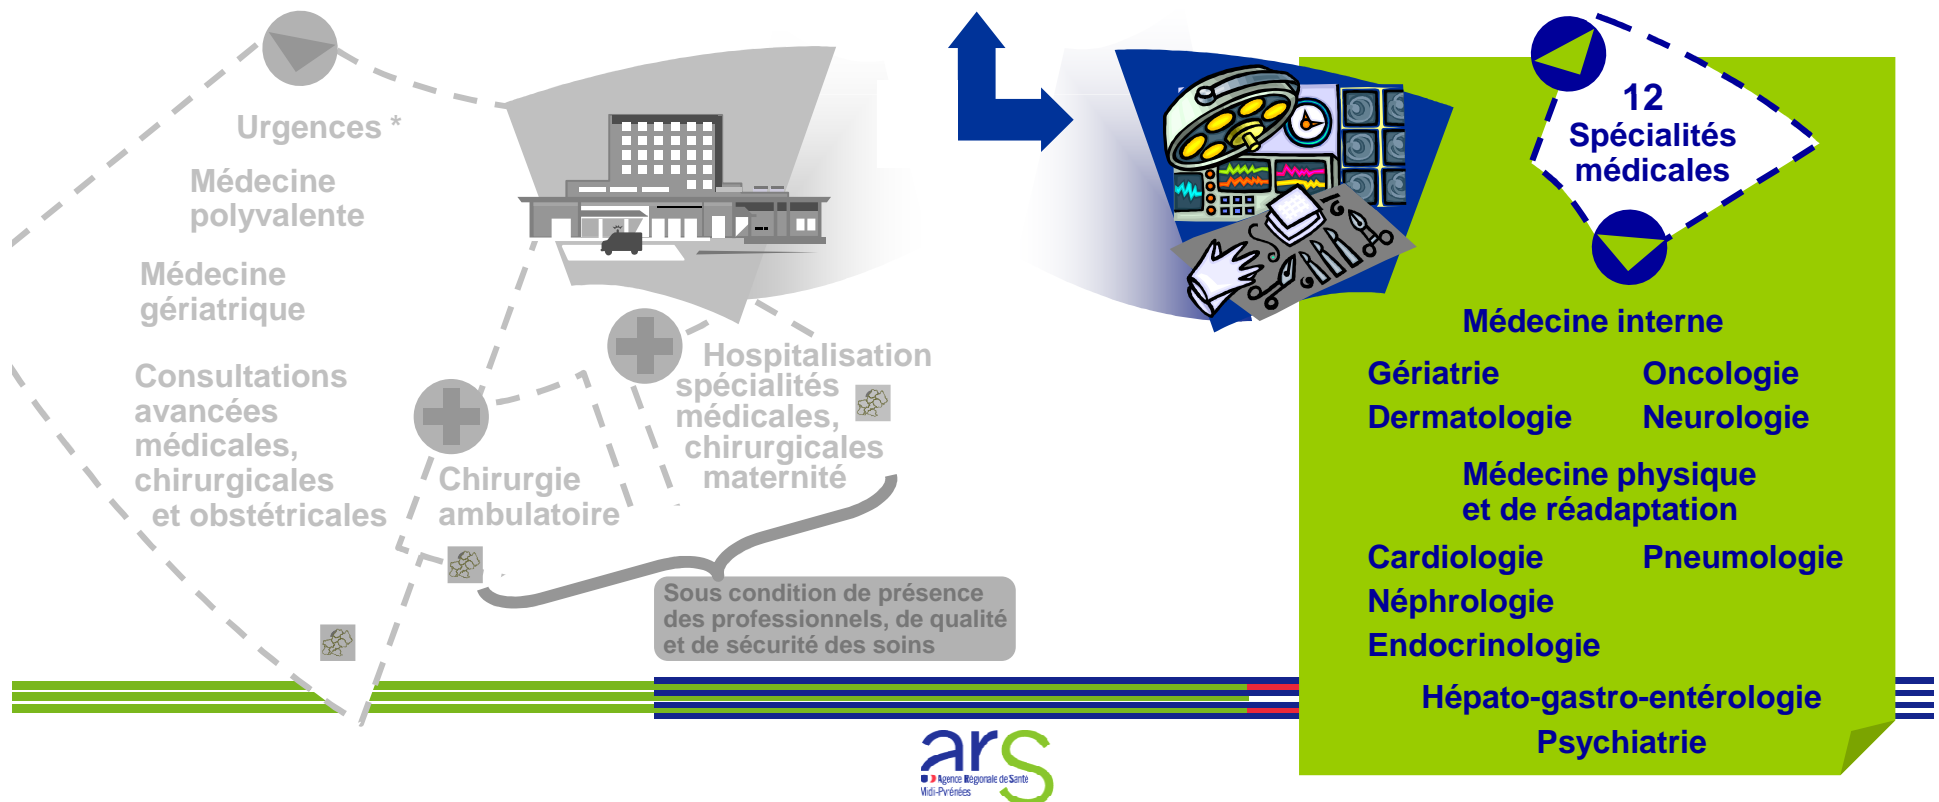 Urgences *
Médecine
polyvalente
Médecine
gériatrique
Consultations
avancées
médicales,
chirurgicales
et obstétricales
Chirurgie
ambulatoire
Hospitalisation
spécialités
médicales,
chirurgicales
maternité
Sous condition de présence
des professionnels, de qualité
et de sécurité des soins
12
Spécialités
médicales
Médecine interne
Gériatrie Oncologie
Dermatologie Neurologie
Médecine physique
et de réadaptation
Cardiologie Pneumologie
Néphrologie
Endocrinologie
Hépato-gastro-entérologie
Psychiatrie
ars
Agence Régionale de Santé
Midi-Pyrénées